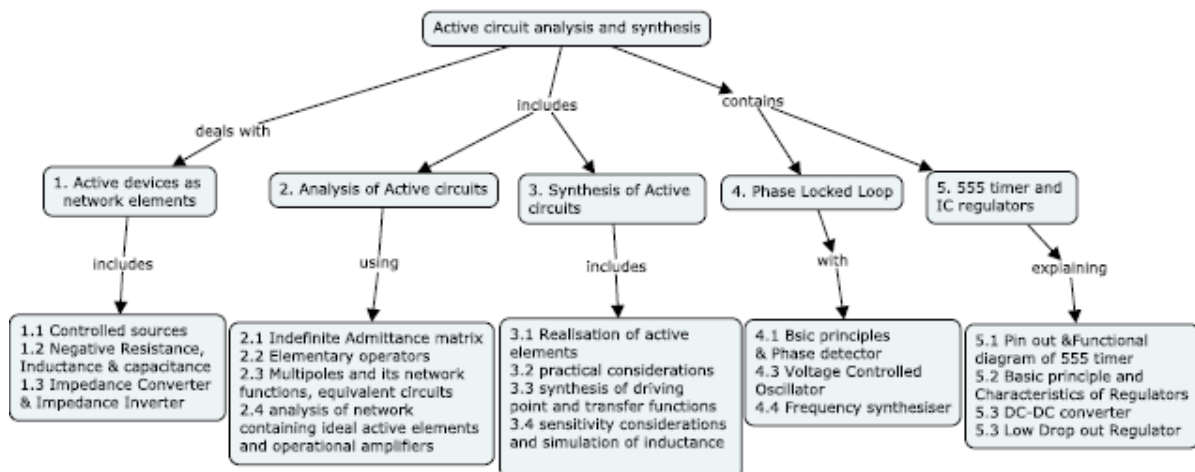 Active circuit analysis and synthesis
deals with
includes
contains
1. Active devices as
network elements
2. Analysis of Active circuits
3. Synthesis of Active
circuits
4. Phase Locked Loop
5. 555 timer and
IC regulators
includes
using
includes
with
explaining
1.1 Controlled sources
1.2 Negative Resistance,
Inductance & capacitance
1.3 Impedance Converter
& Impedance Inverter
2.1 Indefinite Admittance matrix
2.2 Elementary operators
2.3 Multipoles and its network
functions, equivalent circuits
2.4 analysis of network
containing ideal active elements
and operational amplifiers
3.1 Realisation of active
elements
3.2 practical considerations
3.3 synthesis of driving
point and transfer functions
3.4 sensitivity considerations
and simulation of inductance
4.1 Bsic principles
& Phase detector
4.3 Voltage Controlled
Oscillator
4.4 Frequency synthesiser
5.1 Pin out &Functional
diagram of 555 timer
5.2 Basic principle and
Characteristics of Regulators
5.3 DC-DC converter
5.3 Low Drop out Regulator